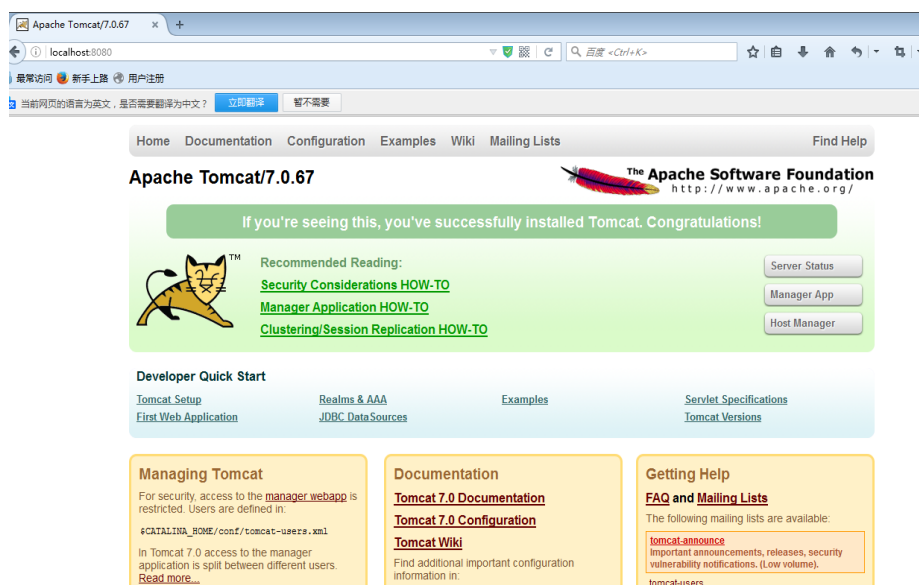 Apache Tomcat/7.0.67
localhost:8080
百度 <Ctrl+K>
最常访问 新手上路 用户注册
当前网页的语言为英文，是否需要翻译为中文？ 立即翻译 暂不需要
Home Documentation Configuration Examples Wiki Mailing Lists Find Help
Apache Tomcat/7.0.67
The Apache Software Foundation
http://www.apache.org/
If you're seeing this, you've successfully installed Tomcat. Congratulations!
TM
Recommended Reading:
Security Considerations HOW-TO
Manager Application HOW-TO
Clustering/Session Replication HOW-TO
Server Status
Manager App
Host Manager
Developer Quick Start
Tomcat Setup
First Web Application
Realms & AAA
JDBC DataSources
Examples
Servlet Specifications
Tomcat Versions
Managing Tomcat
For security, access to the manager webapp is
restricted. Users are defined in:
$CATALINA_HOME/conf/tomcat-users.xml
In Tomcat 7.0 access to the manager
application is split between different users.
Read more...
Documentation
Tomcat 7.0 Documentation
Tomcat 7.0 Configuration
Tomcat Wiki
Find additional important configuration
information in:
Getting Help
FAQ and Mailing Lists
The following mailing lists are available:
tomcat-announce
Important announcements, releases, security
vulnerability notifications. (Low volume).
tomcat-users